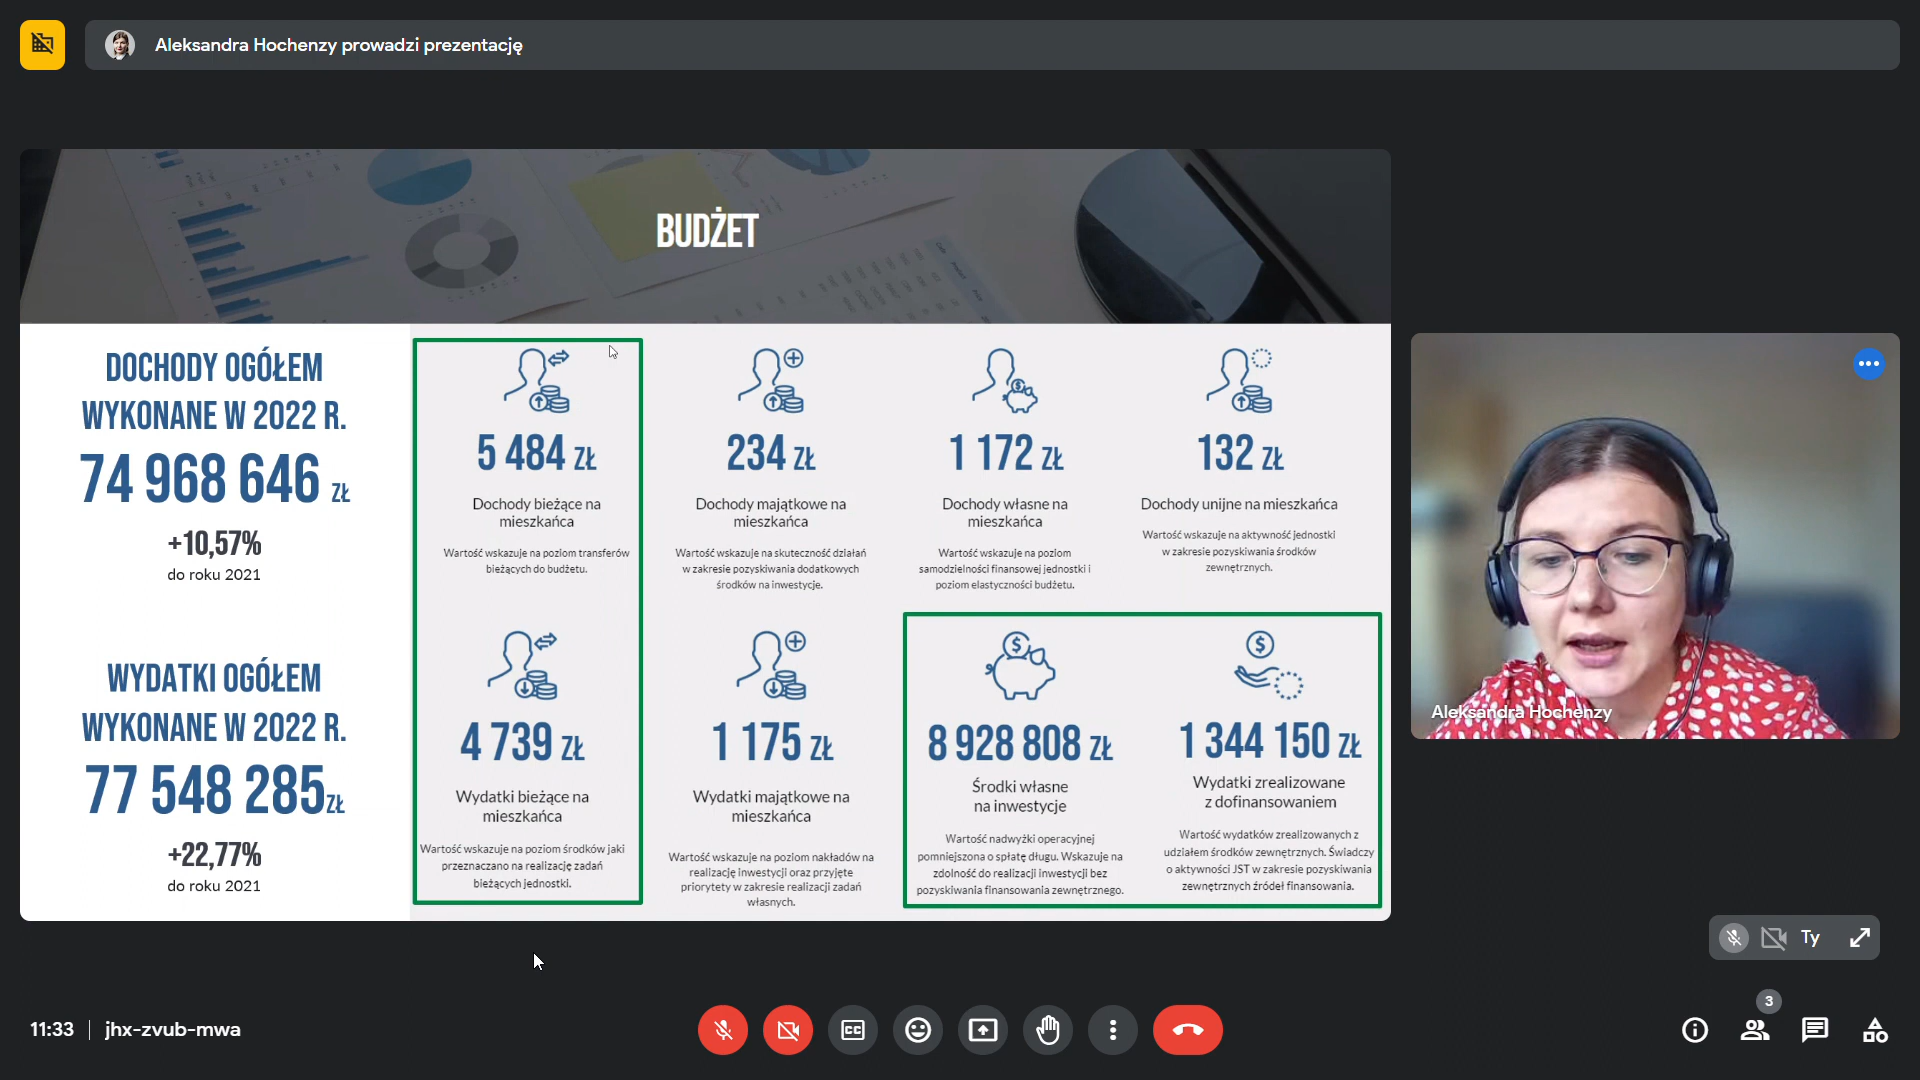 Aleksandra Hochenzy prowadzi prezentację
BUDŻET
DOCHODY OGÓŁEM
WYKONANE W 2022 R.
74 968 646 ZŁ
+10,57%
do roku 2021
WYDATKI OGÓŁEM
WYKONANE W 2022 R.
77 548 285 ZŁ
+22,77%
do roku 2021
5 484 ZŁ
Dochody bieżące na
mieszkańca
Wartość wskazuje na poziom transferów
bieżących do budżetu.
234 ZŁ
Dochody majątkowe na
mieszkańca
Wartość wskazuje na skuteczność działań
w zakresie pozyskiwania dodatkowych
środków na inwestycje.
1 172 ZŁ
Dochody własne na
mieszkańca
Wartość wskazuje na poziom
samodzielności finansowej jednostki i
poziom elastyczności budżetu.
132 ZŁ
Dochody unijne na mieszkańca
Wartość wskazuje na aktywność jednostki
w zakresie pozyskiwania środków
zewnętrznych.
4 739 ZŁ
Wydatki bieżące na
mieszkańca
Wartość wskazuje na poziom środków jaki
przeznaczano na realizację zadań
bieżących jednostki.
1 175 ZŁ
Wydatki majątkowe na
mieszkańca
Wartość wskazuje na poziom nakładów na
realizację inwestycji oraz przyjęte
priorytety w zakresie realizacji zadań
własnych.
8 928 808 ZŁ
Środki własne
na inwestycje
Wartość nadwyżki operacyjnej
pomniejszona o spłatę długu. Wskazuje na
zdolność do realizacji inwestycji bez
pozyskiwania finansowania zewnętrznego.
1 344 150 ZŁ
Wydatki zrealizowane
z dofinansowaniem
Wartość wydatków zrealizowanych z
udziałem środków zewnętrznych. Świadczy
o aktywności JST w zakresie pozyskiwania
zewnętrznych źródeł finansowania.
Aleksandra Hochenzy
Ty
11:33 | jhx-zvub-mwa
CC
3